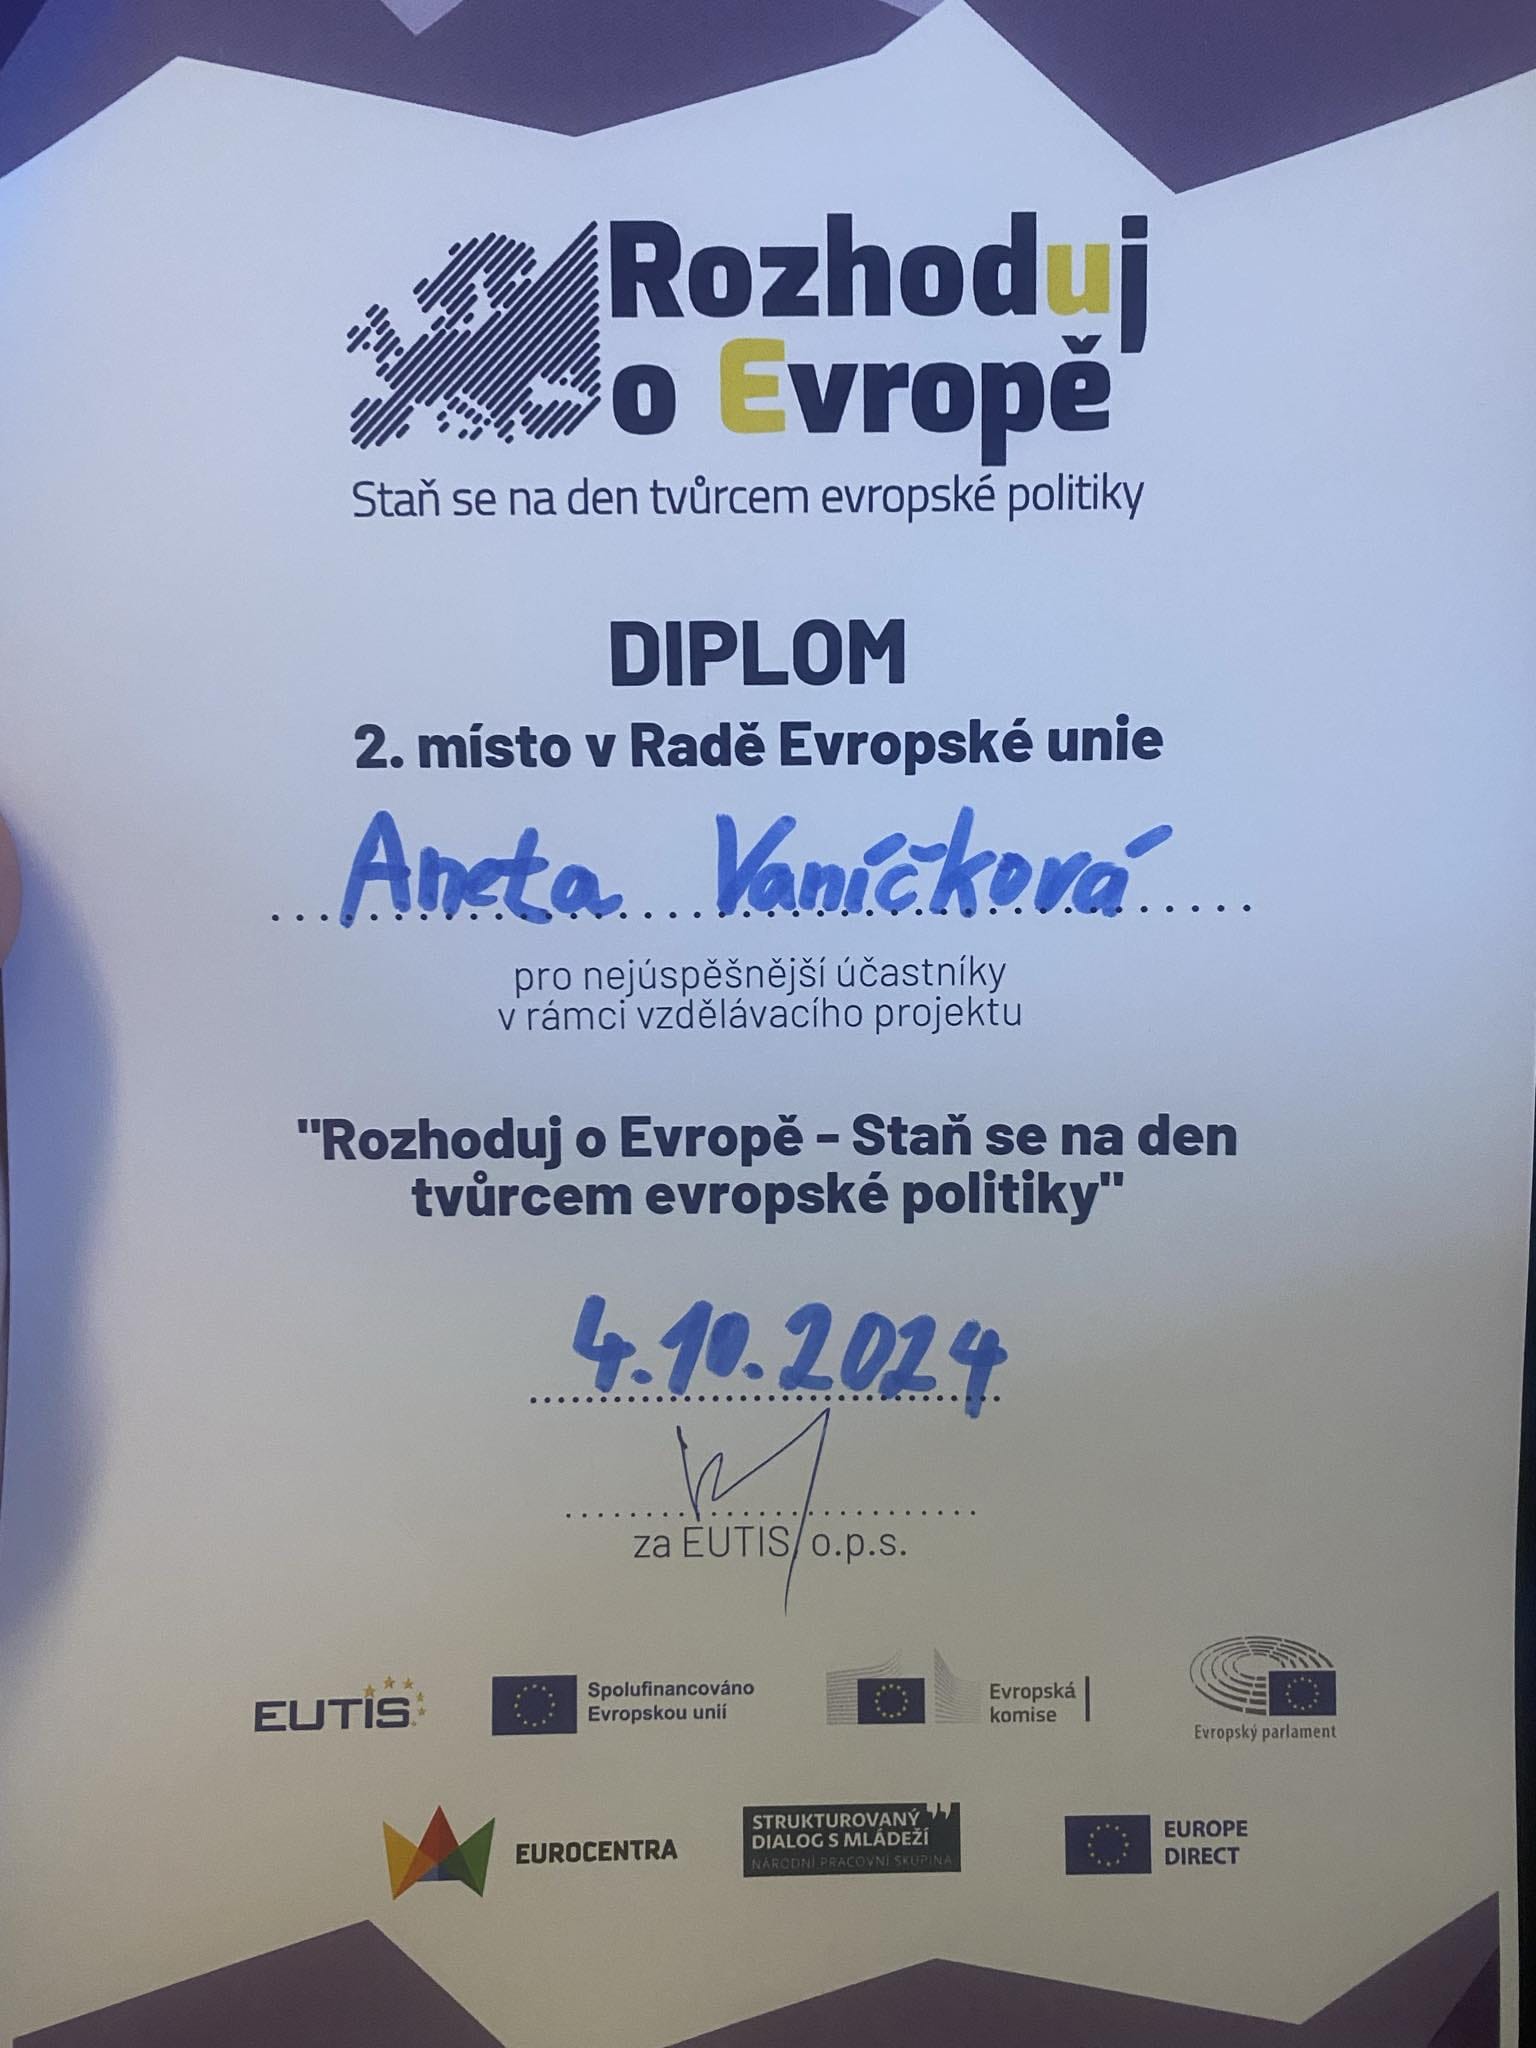 Rozhoduj
o Evropě
Staň se na den tvůrcem evropské politiky
DIPLOM
2. místo v Radě Evropské unie
Aneta Vaníčková
pro nejúspěšnější účastníky
v rámci vzdělávacího projektu
"Rozhoduj o Evropě - Staň se na den
tvůrcem evropské politiky"
4.10.2024
za EUTIS, o.p.s.
EUTIS
Spolufinancováno
Evropskou unií
Evropská
komise
Evropský parlament
EUROCENTRA
STRUKTUROVANÝ
DIALOG S MLÁDEŽÍ
NÁRODNÍ PRACOVNÍ SKUPINA
EUROPE
DIRECT